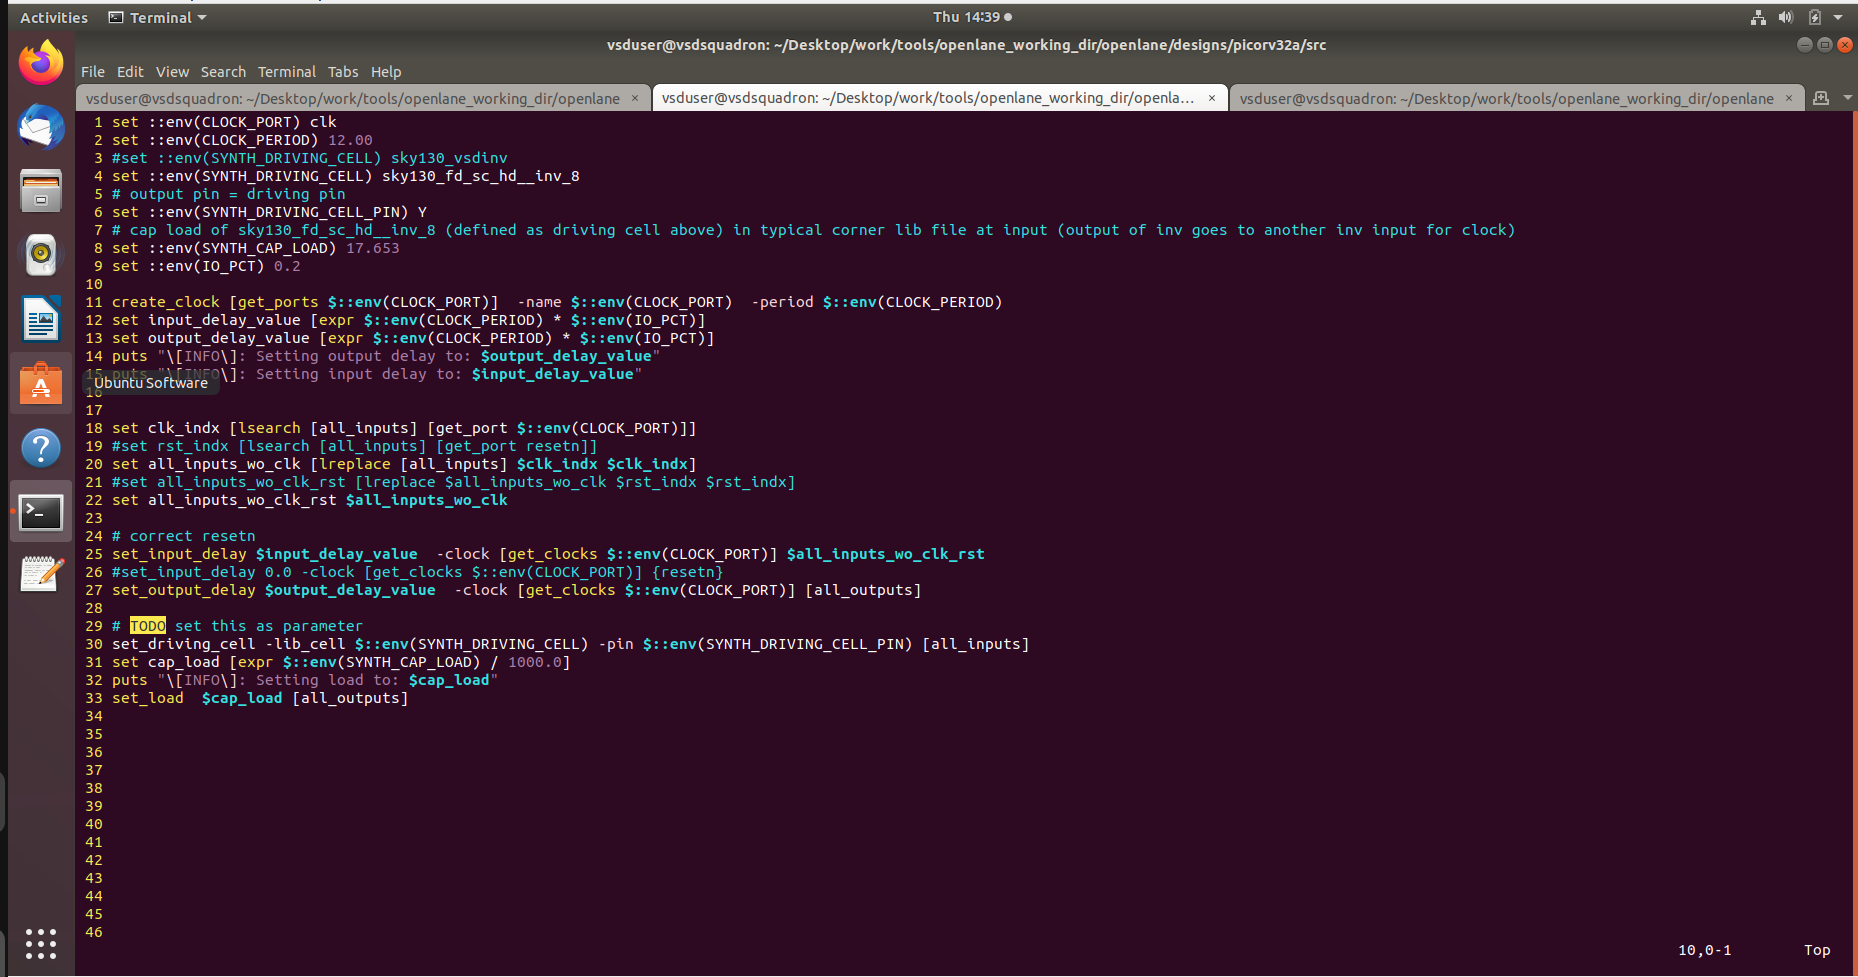 Activities Terminal Thu 14:39
vsduser@vsdsquadron: ~/Desktop/work/tools/openlane_working_dir/openlane/designs/picorv32a/src
File Edit View Search Terminal Tabs Help
vsduser@vsdsquadron: ~/Desktop/work/tools/openlane_working_dir/openlane × vsduser@vsdsquadron: ~/Desktop/work/tools/openlane_working_dir/openla... × vsduser@vsdsquadron: ~/Desktop/work/tools/openlane_working_dir/openlane ×
1 set ::env(CLOCK_PORT) clk
2 set ::env(CLOCK_PERIOD) 12.00
3 #set ::env(SYNTH_DRIVING_CELL) sky130_vsdinv
4 set ::env(SYNTH_DRIVING_CELL) sky130_fd_sc_hd__inv_8
5 # output pin = driving pin
6 set ::env(SYNTH_DRIVING_CELL_PIN) Y
7 # cap load of sky130_fd_sc_hd__inv_8 (defined as driving cell above) in typical corner lib file at input (output of inv goes to another inv input for clock)
8 set ::env(SYNTH_CAP_LOAD) 17.653
9 set ::env(IO_PCT) 0.2
10
11 create_clock [get_ports $::env(CLOCK_PORT)]  -name $::env(CLOCK_PORT)  -period $::env(CLOCK_PERIOD)
12 set input_delay_value [expr $::env(CLOCK_PERIOD) * $::env(IO_PCT)]
13 set output_delay_value [expr $::env(CLOCK_PERIOD) * $::env(IO_PCT)]
14 puts "\[INFO\]: Setting output delay to: $output_delay_value"
15 puts "\[INFO\]: Setting input delay to: $input_delay_value"
Ubuntu Software
16
17
18 set clk_indx [lsearch [all_inputs] [get_port $::env(CLOCK_PORT)]]
19 #set rst_indx [lsearch [all_inputs] [get_port resetn]]
20 set all_inputs_wo_clk [lreplace [all_inputs] $clk_indx $clk_indx]
21 #set all_inputs_wo_clk_rst [lreplace $all_inputs_wo_clk $rst_indx $rst_indx]
22 set all_inputs_wo_clk_rst $all_inputs_wo_clk
23
24 # correct resetn
25 set_input_delay $input_delay_value  -clock [get_clocks $::env(CLOCK_PORT)] $all_inputs_wo_clk_rst
26 #set_input_delay 0.0 -clock [get_clocks $::env(CLOCK_PORT)] {resetn}
27 set_output_delay $output_delay_value  -clock [get_clocks $::env(CLOCK_PORT)] [all_outputs]
28
29 # TODO set this as parameter
30 set_driving_cell -lib_cell $::env(SYNTH_DRIVING_CELL) -pin $::env(SYNTH_DRIVING_CELL_PIN) [all_inputs]
31 set cap_load [expr $::env(SYNTH_CAP_LOAD) / 1000.0]
32 puts "\[INFO\]: Setting load to: $cap_load"
33 set_load  $cap_load [all_outputs]
34
35
36
37
38
39
40
41
42
43
44
45
46
10,0-1 Top